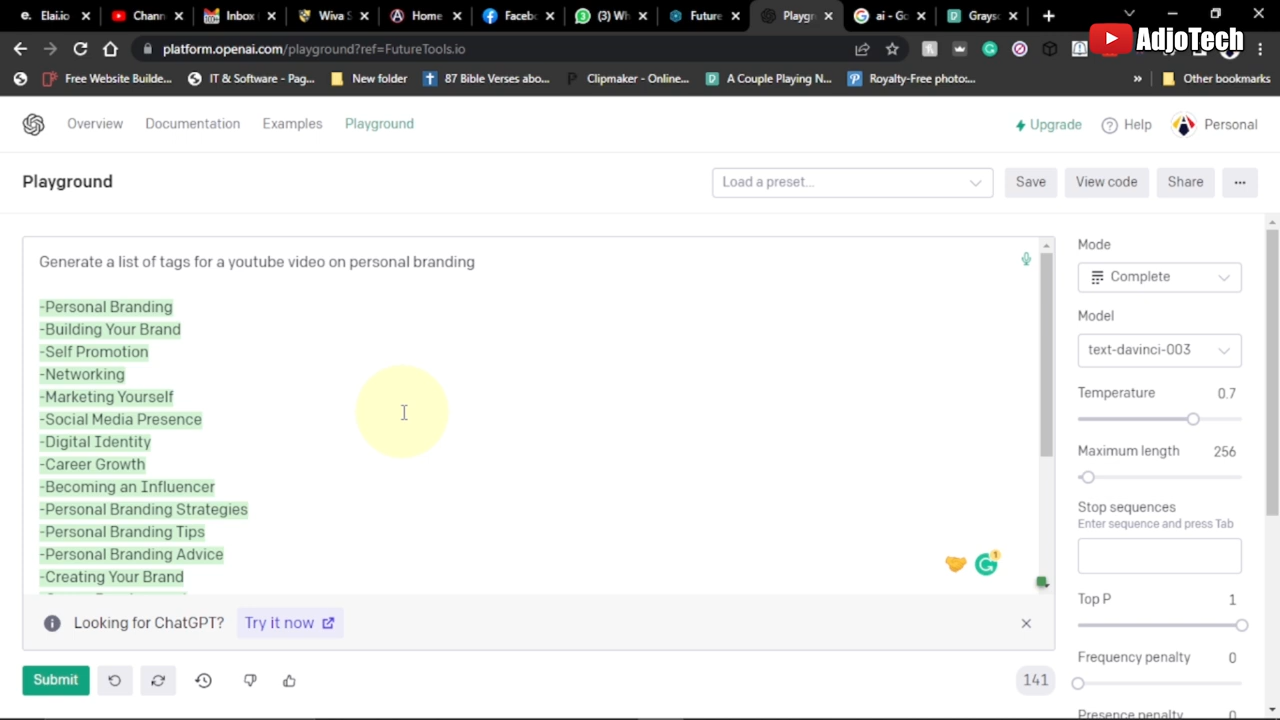 e. Elai.io
Chann
Inbox
Wiva S
Home
Faceb
(3) Wh
Future
Playgr
ai - Go
Grays
AdjoTech
platform.openai.com/playground?ref=FutureTools.io
Free Website Builde...
IT & Software - Pag...
New folder
87 Bible Verses abo...
Clipmaker - Online...
A Couple Playing N...
Royalty-Free photo:...
»
Other bookmarks
Overview
Documentation
Examples
Playground
Upgrade
Help
Personal
Playground
Load a preset...
Save
View code
Share
...
Generate a list of tags for a youtube video on personal branding
-Personal Branding
-Building Your Brand
-Self Promotion
-Networking
-Marketing Yourself
-Social Media Presence
-Digital Identity
-Career Growth
-Becoming an Influencer
-Personal Branding Strategies
-Personal Branding Tips
-Personal Branding Advice
-Creating Your Brand
1
Looking for ChatGPT? Try it now
Submit
141
Mode
Complete
Model
text-davinci-003
Temperature 0.7
Maximum length 256
Stop sequences
Enter sequence and press Tab
Top P 1
Frequency penalty 0
Presence penalty 0